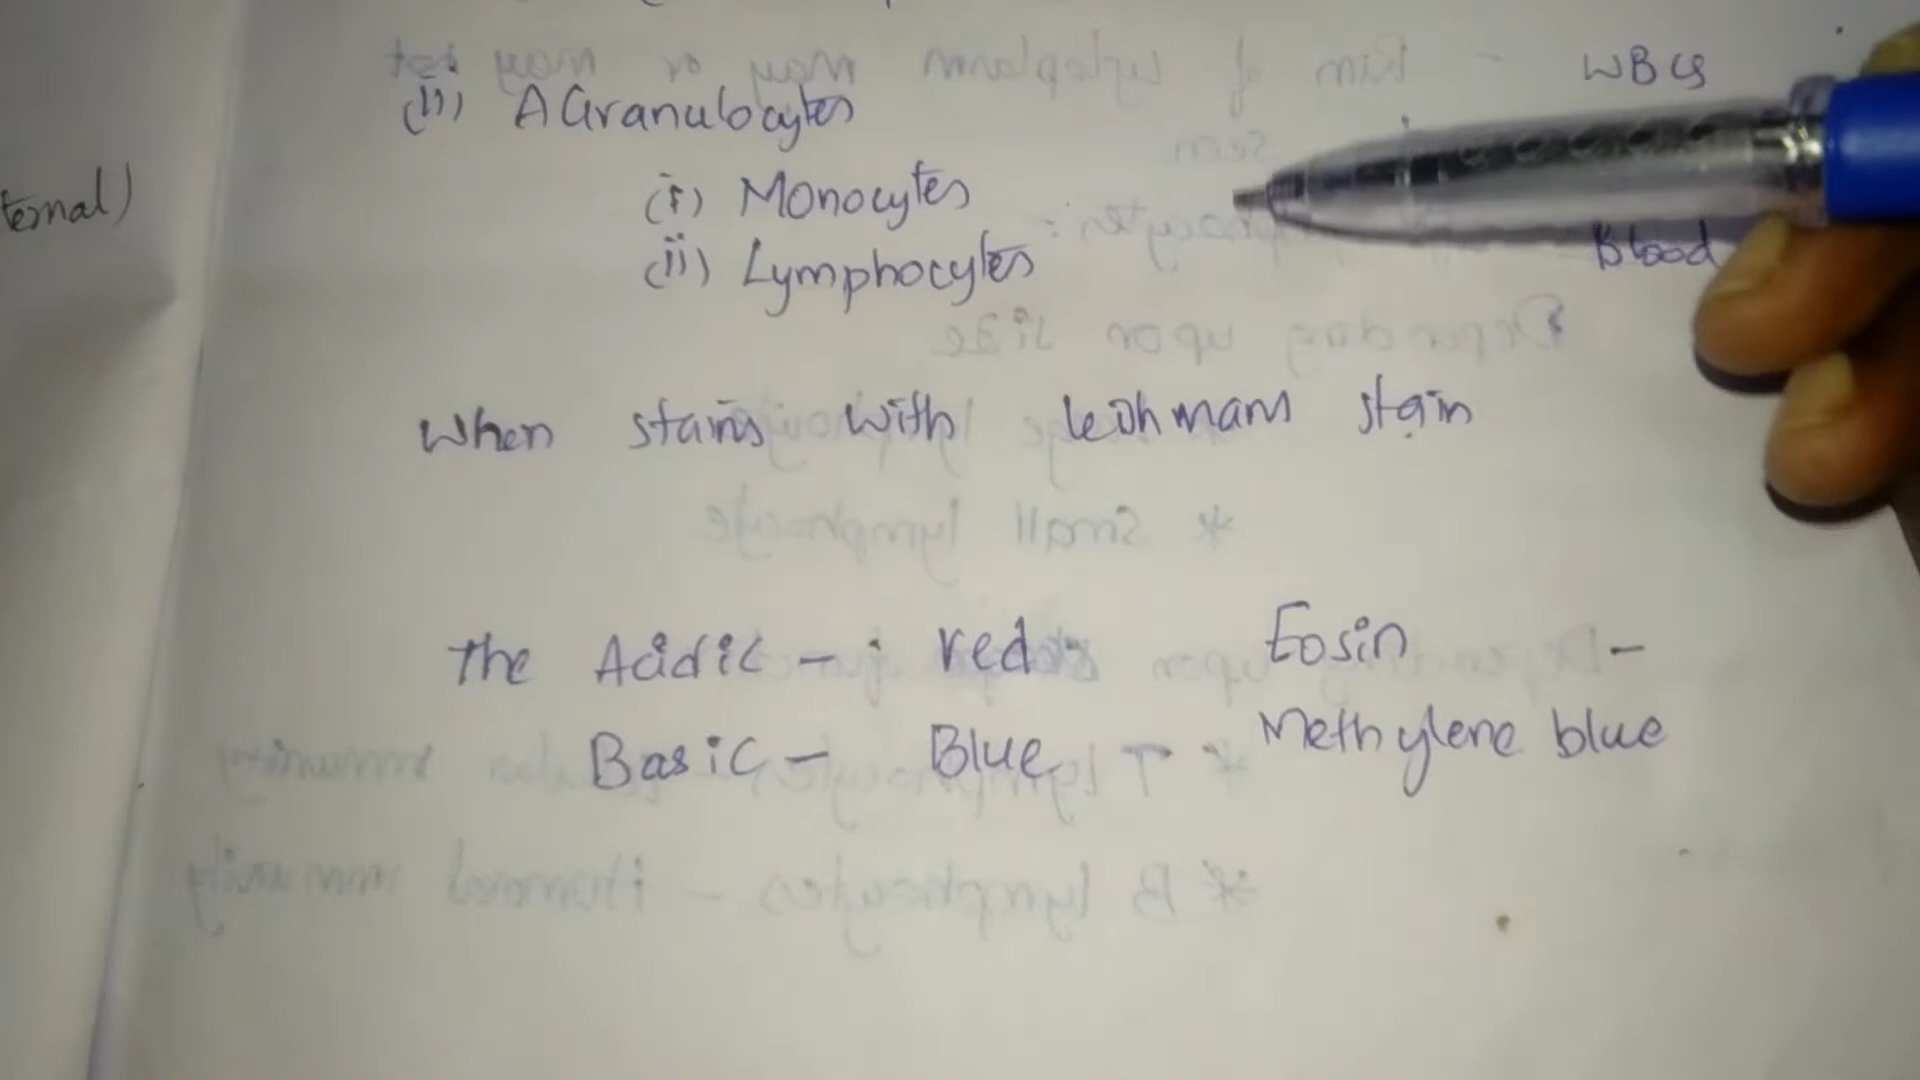 WBCs
(ii) AGranulocytes
ternal)
(i) Monocytes
(ii) Lymphocytes
Blood
When stains with leishmans stain
The Acidic - red - Eosin -
Basic - Blue - Methylene blue